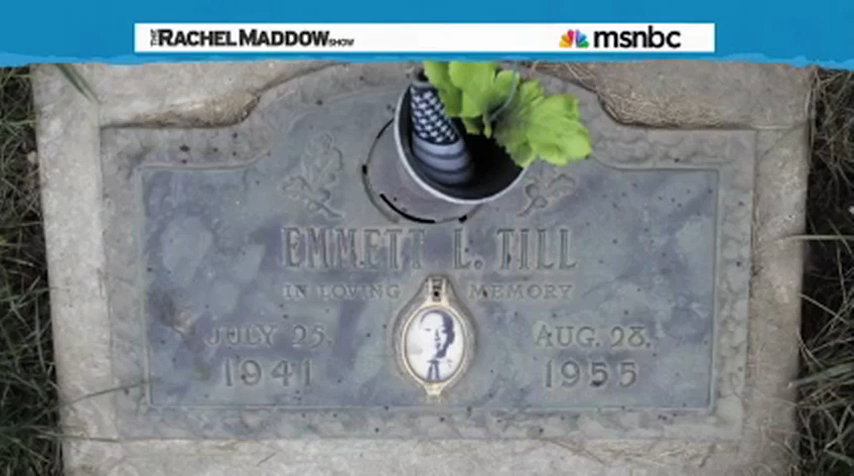 THE RACHEL MADDOW SHOW
msnbc
EMMETT L. TILL
IN LOVING MEMORY
JULY 25, AUG. 28,
1941 1955